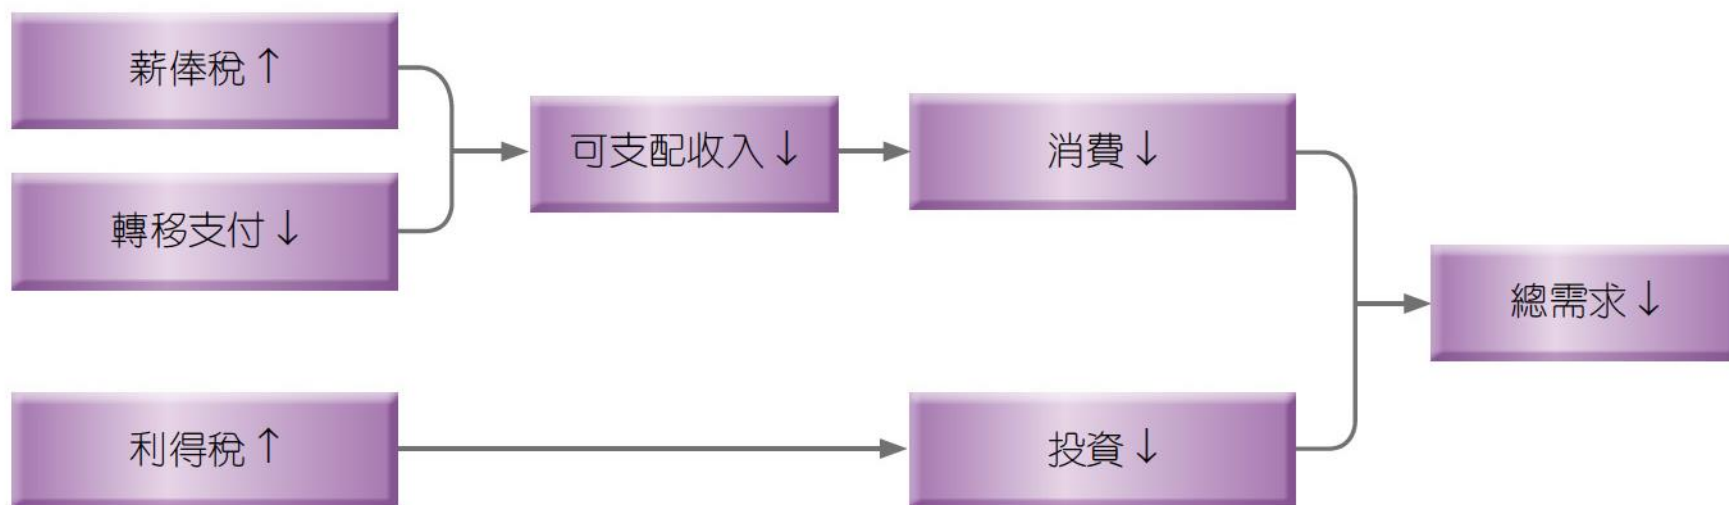 薪俸稅↑
轉移支付↓
可支配收入↓
消費↓
利得稅↑
投資↓
總需求↓